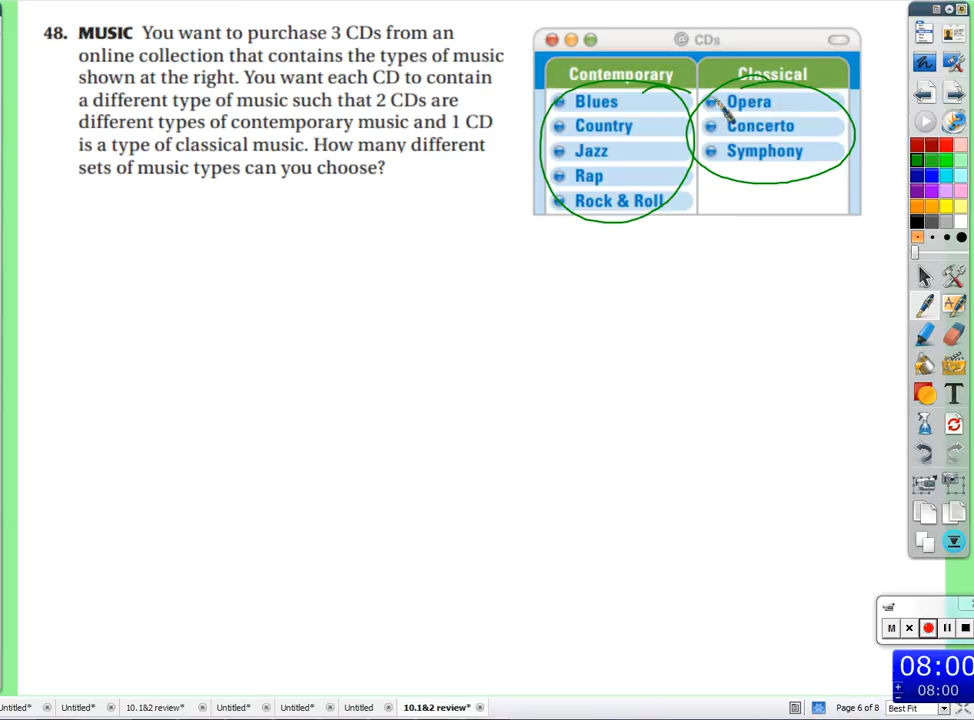 48. MUSIC You want to purchase 3 CDs from an
online collection that contains the types of music
shown at the right. You want each CD to contain
a different type of music such that 2 CDs are
different types of contemporary music and 1 CD
is a type of classical music. How many different
sets of music types can you choose?
@ CDs
Contemporary Classical
Blues Opera
Country Concerto
Jazz Symphony
Rap
Rock & Roll
A
T
M
08:00
08:00
Untitled* Untitled* 10.1&2 review* Untitled* Untitled* Untitled 10.1&2 review* Page 6 of 8 Best Fit